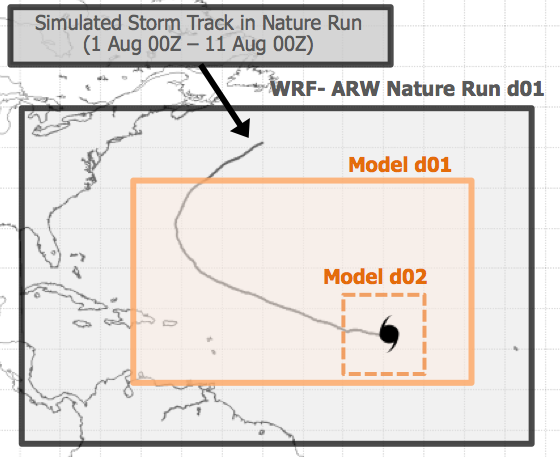 Simulated Storm Track in Nature Run
(1 Aug 00Z – 11 Aug 00Z)
WRF- ARW Nature Run d01
Model d01
Model d02